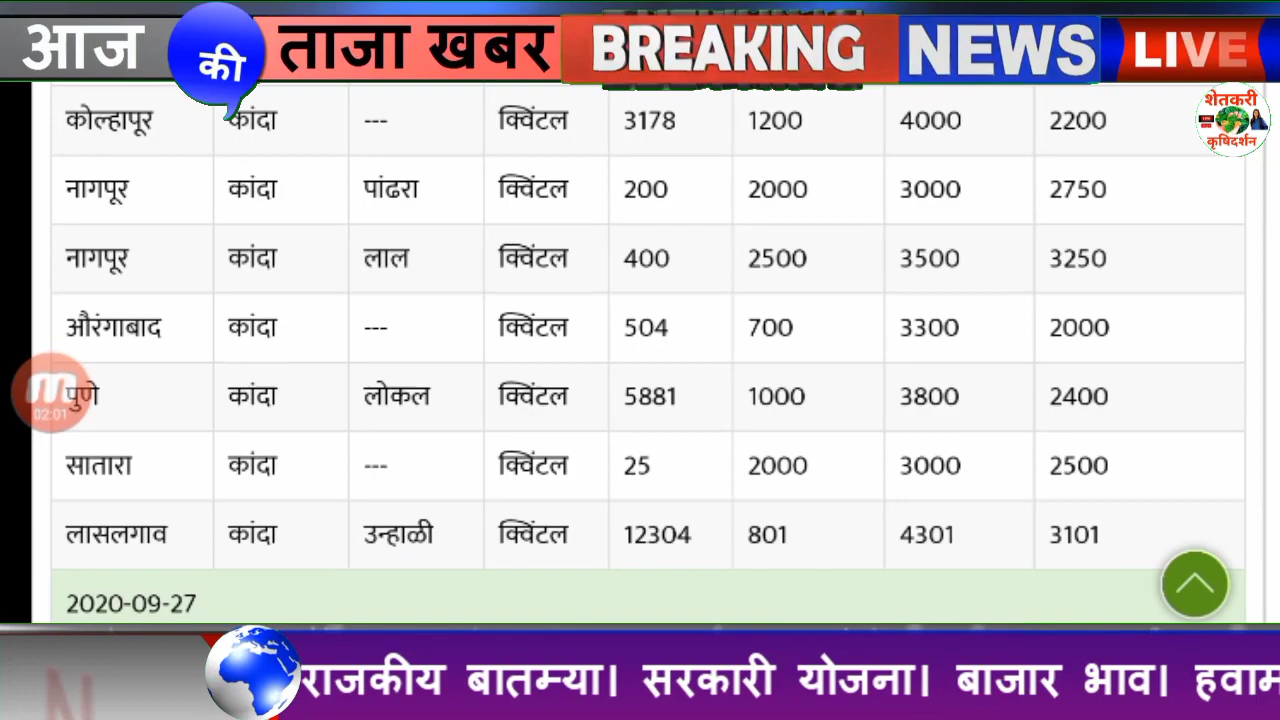 आज की ताजा खबर BREAKING NEWS LIVE
शेतकरी
कृषिदर्शन
कोल्हापूर कांदा --- क्विंटल 3178 1200 4000 2200
नागपूर कांदा पांढरा क्विंटल 200 2000 3000 2750
नागपूर कांदा लाल क्विंटल 400 2500 3500 3250
औरंगाबाद कांदा --- क्विंटल 504 700 3300 2000
पुणे कांदा लोकल क्विंटल 5881 1000 3800 2400
02:01
सातारा कांदा --- क्विंटल 25 2000 3000 2500
लासलगाव कांदा उन्हाळी क्विंटल 12304 801 4301 3101
2020-09-27
राजकीय बातम्या। सरकारी योजना। बाजार भाव। हवाम